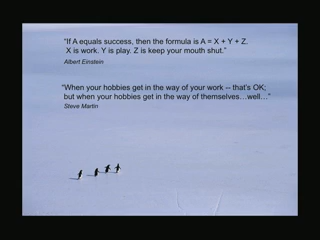 “If A equals success, then the formula is A = X + Y + Z.
X is work. Y is play. Z is keep your mouth shut.”
Albert Einstein
“When your hobbies get in the way of your work -- that’s OK;
but when your hobbies get in the way of themselves…well…”
Steve Martin